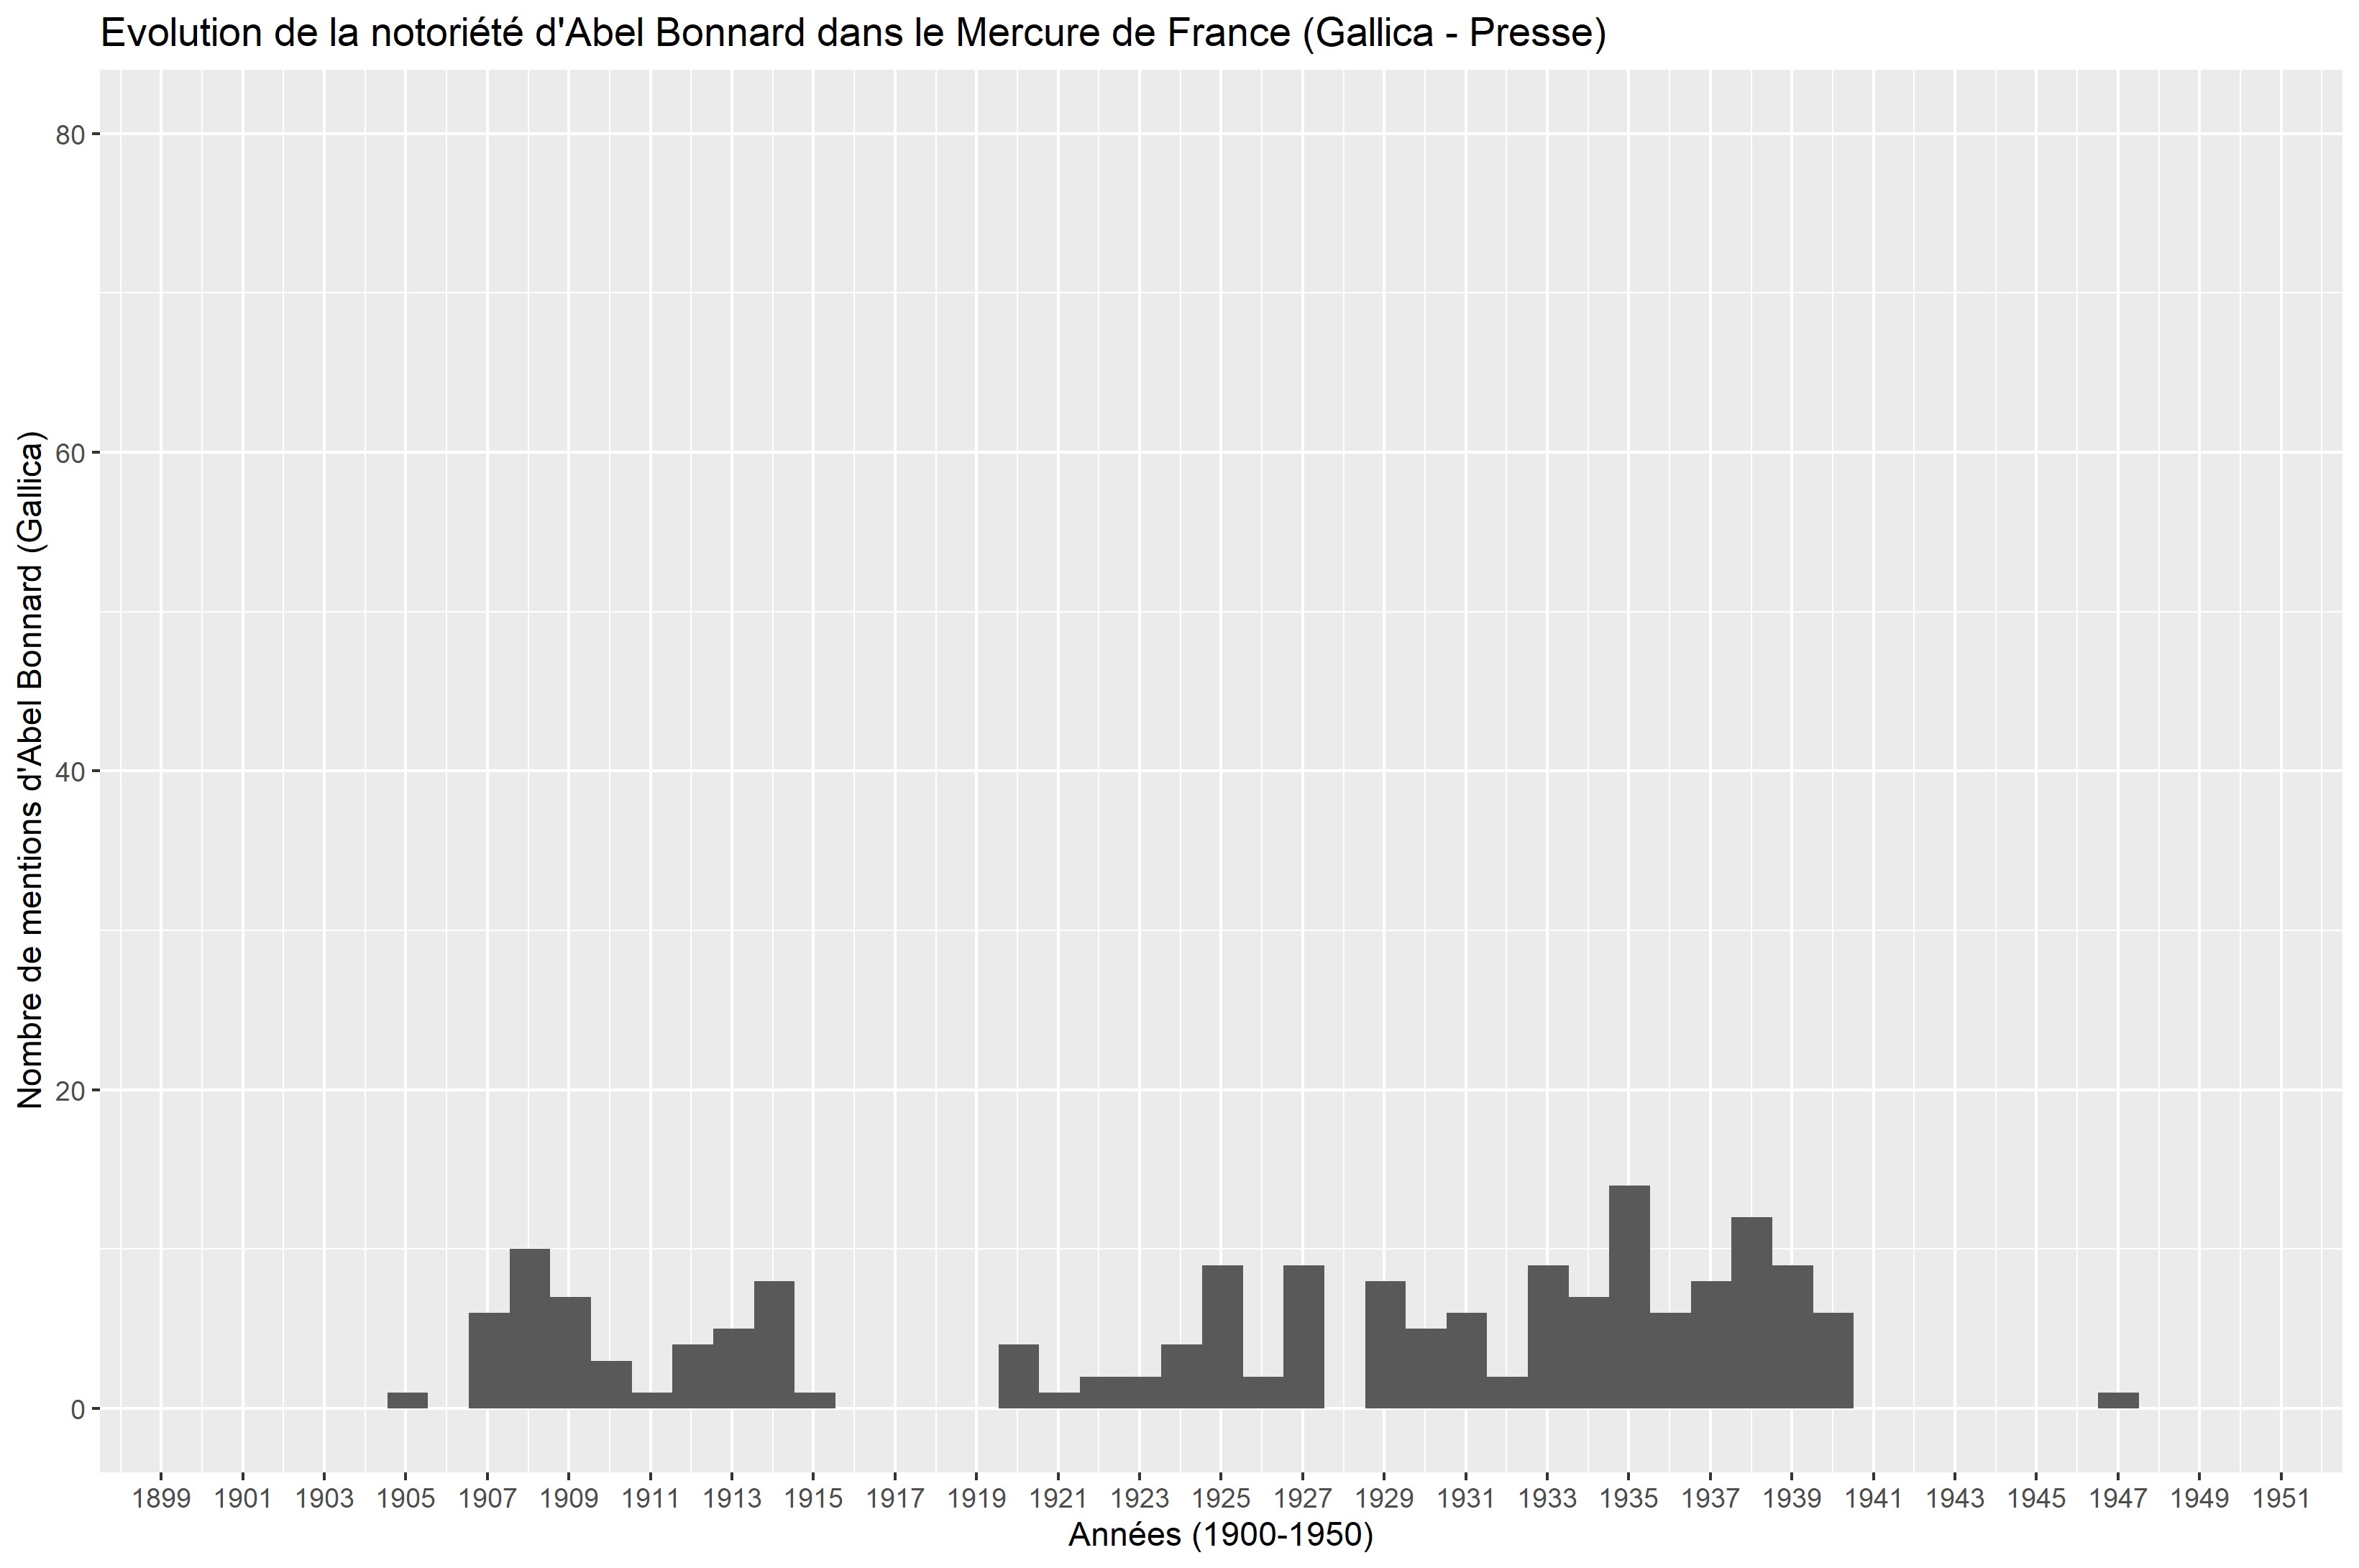 Evolution de la notoriété d'Abel Bonnard dans le Mercure de France (Gallica - Presse)
Nombre de mentions d'Abel Bonnard (Gallica)
80
60
40
20
0
1899 1901 1903 1905 1907 1909 1911 1913 1915 1917 1919 1921 1923 1925 1927 1929 1931 1933 1935 1937 1939 1941 1943 1945 1947 1949 1951
Années (1900-1950)